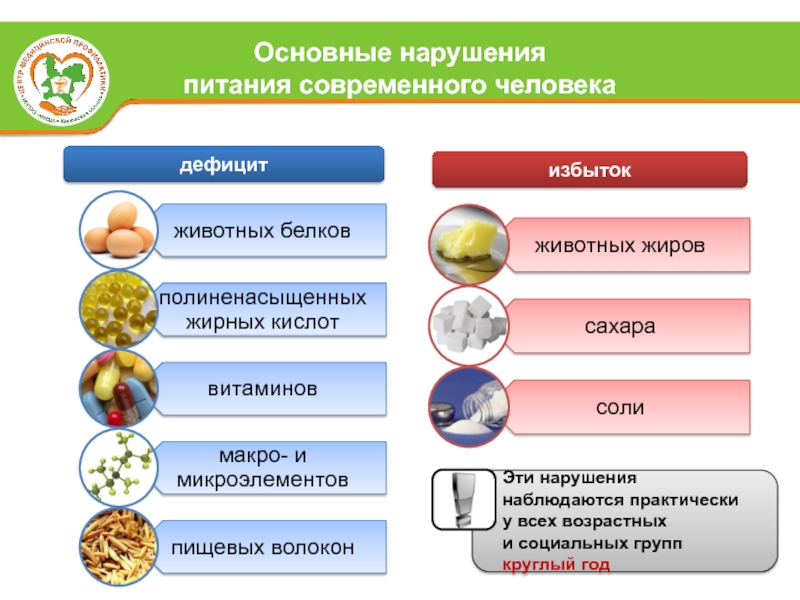 Основные нарушения
питания современного человека
ЦЕНТР МЕДИЦИНСКОЙ ПРОФИЛАКТИКИ
дефицит
животных белков
полиненасыщенных
жирных кислот
витаминов
макро- и
микроэлементов
пищевых волокон
избыток
животных жиров
сахара
соли
Эти нарушения
наблюдаются практически
у всех возрастных
и социальных групп
круглый год